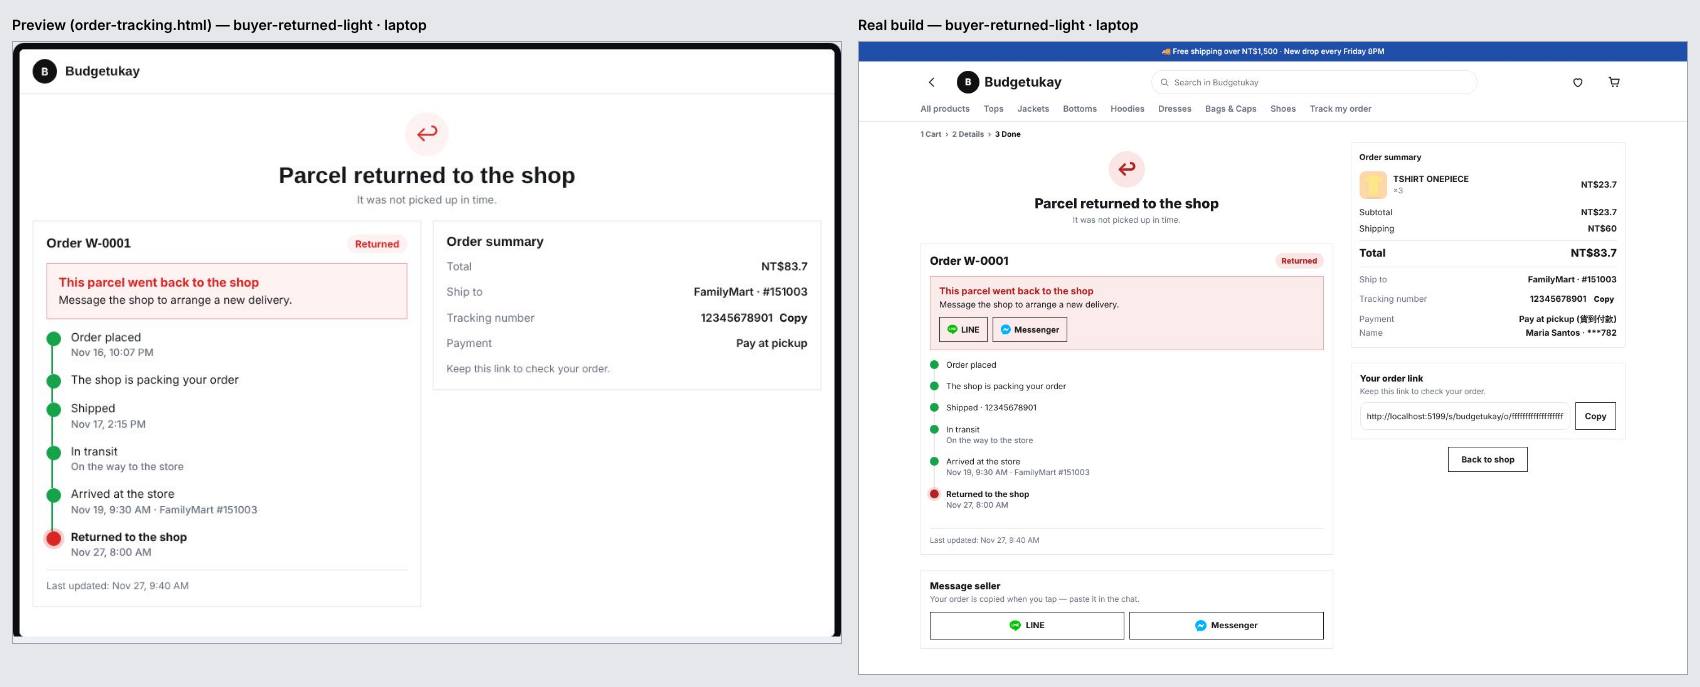 Preview (order-tracking.html) — buyer-returned-light · laptop
B Budgetukay
Parcel returned to the shop
It was not picked up in time.
Order W-0001 Returned
This parcel went back to the shop
Message the shop to arrange a new delivery.
Order placed
Nov 16, 10:07 PM
The shop is packing your order
Shipped
Nov 17, 2:15 PM
In transit
On the way to the store
Arrived at the store
Nov 19, 9:30 AM · FamilyMart #151003
Returned to the shop
Nov 27, 8:00 AM
Last updated: Nov 27, 9:40 AM
Order summary
Total NT$83.7
Ship to FamilyMart · #151003
Tracking number 12345678901 Copy
Payment Pay at pickup
Keep this link to check your order.
Real build — buyer-returned-light · laptop
🚚 Free shipping over NT$1,500 · New drop every Friday 8PM
B Budgetukay
Search in Budgetukay
All products Tops Jackets Bottoms Hoodies Dresses Bags & Caps Shoes Track my order
1 Cart › 2 Details › 3 Done
Parcel returned to the shop
It was not picked up in time.
Order W-0001 Returned
This parcel went back to the shop
Message the shop to arrange a new delivery.
LINE Messenger
Order placed
The shop is packing your order
Shipped · 12345678901
In transit
On the way to the store
Arrived at the store
Nov 19, 9:30 AM · FamilyMart #151003
Returned to the shop
Nov 27, 8:00 AM
Last updated: Nov 27, 9:40 AM
Message seller
Your order is copied when you tap — paste it in the chat.
LINE Messenger
Order summary
TSHIRT ONEPIECE NT$23.7
×3
Subtotal NT$23.7
Shipping NT$60
Total NT$83.7
Ship to FamilyMart · #151003
Tracking number 12345678901 Copy
Payment Pay at pickup (貨到付款)
Name Maria Santos · ***782
Your order link
Keep this link to check your order.
Copy
Back to shop